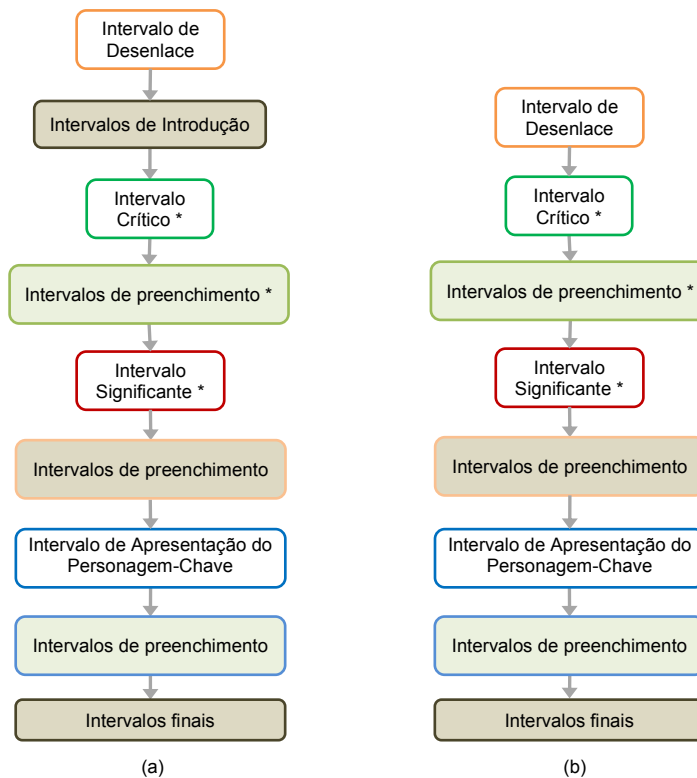 Intervalo de
Desenlace
Intervalos de Introdução
Intervalo
Crítico *
Intervalos de preenchimento *
Intervalo
Significante *
Intervalos de preenchimento
Intervalo de Apresentação do
Personagem-Chave
Intervalos de preenchimento
Intervalos finais
(a)
Intervalo de
Desenlace
Intervalo
Crítico *
Intervalos de preenchimento *
Intervalo
Significante *
Intervalos de preenchimento
Intervalo de Apresentação do
Personagem-Chave
Intervalos de preenchimento
Intervalos finais
(b)